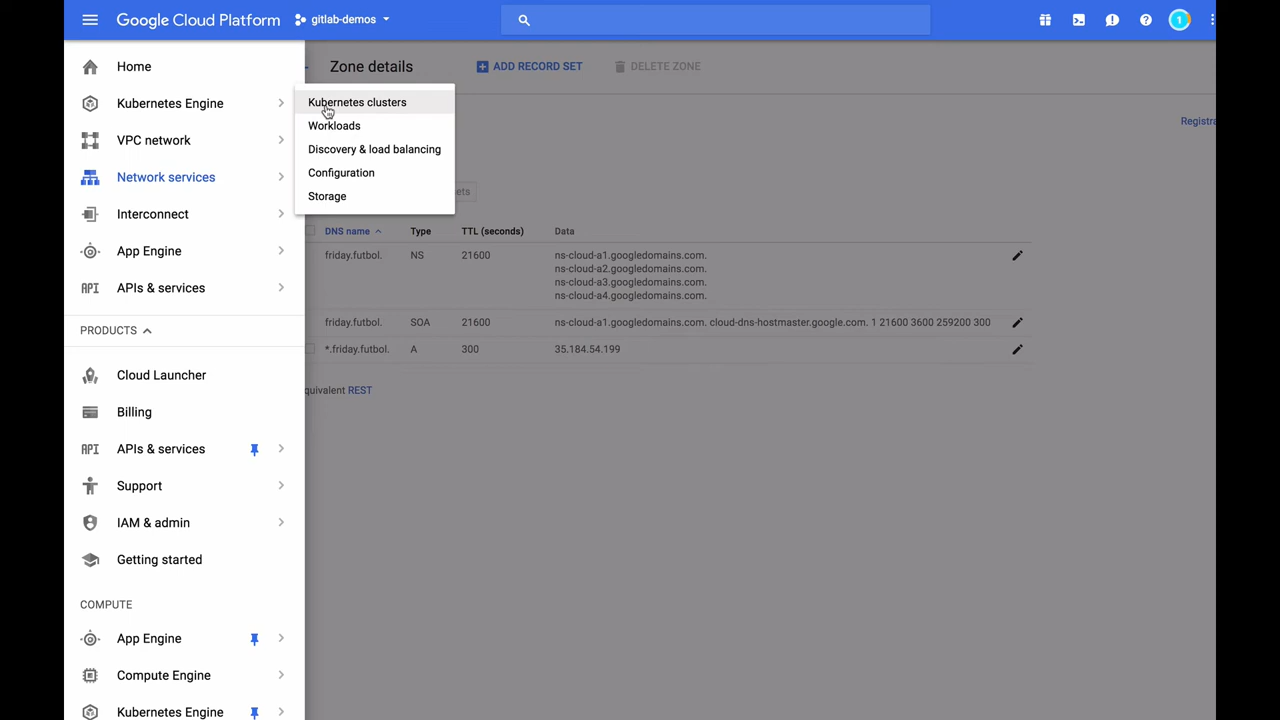 Google Cloud Platform
gitlab-demos
1
Home
Zone details
ADD RECORD SET
DELETE ZONE
Kubernetes Engine
Kubernetes clusters
Workloads
Discovery & load balancing
Configuration
Storage
VPC network
Network services
Interconnect
App Engine
API APIs & services
Registra
ets
DNS name Type TTL (seconds) Data
friday.futbol. NS 21600 ns-cloud-a1.googledomains.com.
ns-cloud-a2.googledomains.com.
ns-cloud-a3.googledomains.com.
ns-cloud-a4.googledomains.com.
friday.futbol. SOA 21600 ns-cloud-a1.googledomains.com. cloud-dns-hostmaster.google.com. 1 21600 3600 259200 300
*.friday.futbol. A 300 35.184.54.199
quivalent REST
PRODUCTS
Cloud Launcher
Billing
API APIs & services
Support
IAM & admin
Getting started
COMPUTE
App Engine
Compute Engine
Kubernetes Engine